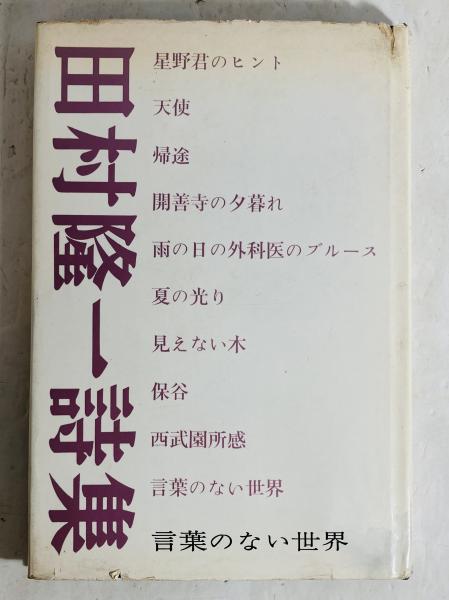 田村隆一詩集
星野君のヒント
天使
帰途
開善寺の夕暮れ
雨の日の外科医のブルース
夏の光り
見えない木
保谷
西武園所感
言葉のない世界
言葉のない世界